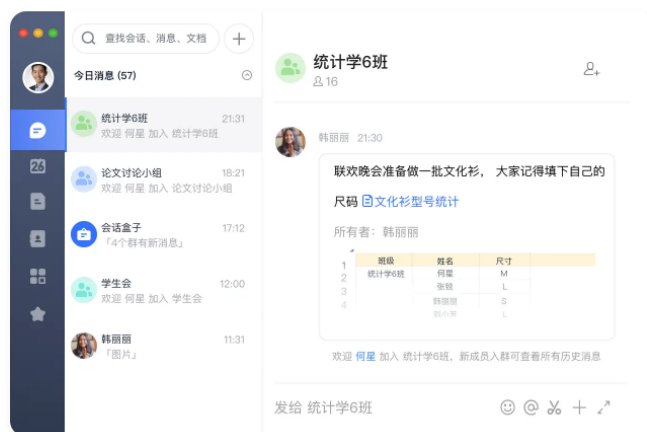 查找会话、消息、文档
今日消息 (57)
26
统计学6班 21:31
欢迎 何星 加入 统计学6班
论文讨论小组 18:21
欢迎 何星 加入 论文讨论小组
会话盒子 17:12
「4个群有新消息」
学生会 12:00
欢迎 何星 加入 学生会
韩丽丽 11:31
「图片」
统计学6班
16
韩丽丽 21:30
联欢晚会准备做一批文化衫， 大家记得填下自己的
尺码 文化衫型号统计
所有者：韩丽丽
1 班级 姓名 尺寸
2 统计学6班 何星 M
3 张锐 L
4 韩丽丽 S
L
欢迎 何星 加入 统计学6班，新成员入群可查看所有历史消息
发给 统计学6班